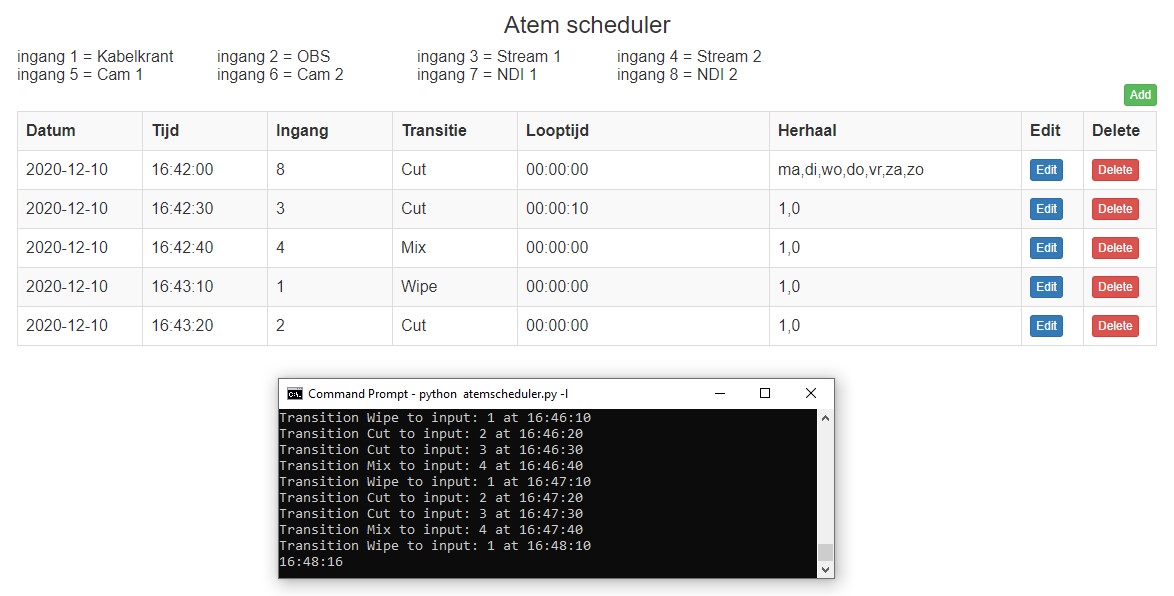 Atem scheduler
ingang 1 = Kabelkrant ingang 2 = OBS ingang 3 = Stream 1 ingang 4 = Stream 2
ingang 5 = Cam 1 ingang 6 = Cam 2 ingang 7 = NDI 1 ingang 8 = NDI 2
Add
Datum Tijd Ingang Transitie Looptijd Herhaal Edit Delete
2020-12-10 16:42:00 8 Cut 00:00:00 ma,di,wo,do,vr,za,zo Edit Delete
2020-12-10 16:42:30 3 Cut 00:00:10 1,0 Edit Delete
2020-12-10 16:42:40 4 Mix 00:00:00 1,0 Edit Delete
2020-12-10 16:43:10 1 Wipe 00:00:00 1,0 Edit Delete
2020-12-10 16:43:20 2 Cut 00:00:00 1,0 Edit Delete
C:\. Command Prompt - python atemscheduler.py -l
Transition Wipe to input: 1 at 16:46:10
Transition Cut to input: 2 at 16:46:20
Transition Cut to input: 3 at 16:46:30
Transition Mix to input: 4 at 16:46:40
Transition Wipe to input: 1 at 16:47:10
Transition Cut to input: 2 at 16:47:20
Transition Cut to input: 3 at 16:47:30
Transition Mix to input: 4 at 16:47:40
Transition Wipe to input: 1 at 16:48:10
16:48:16